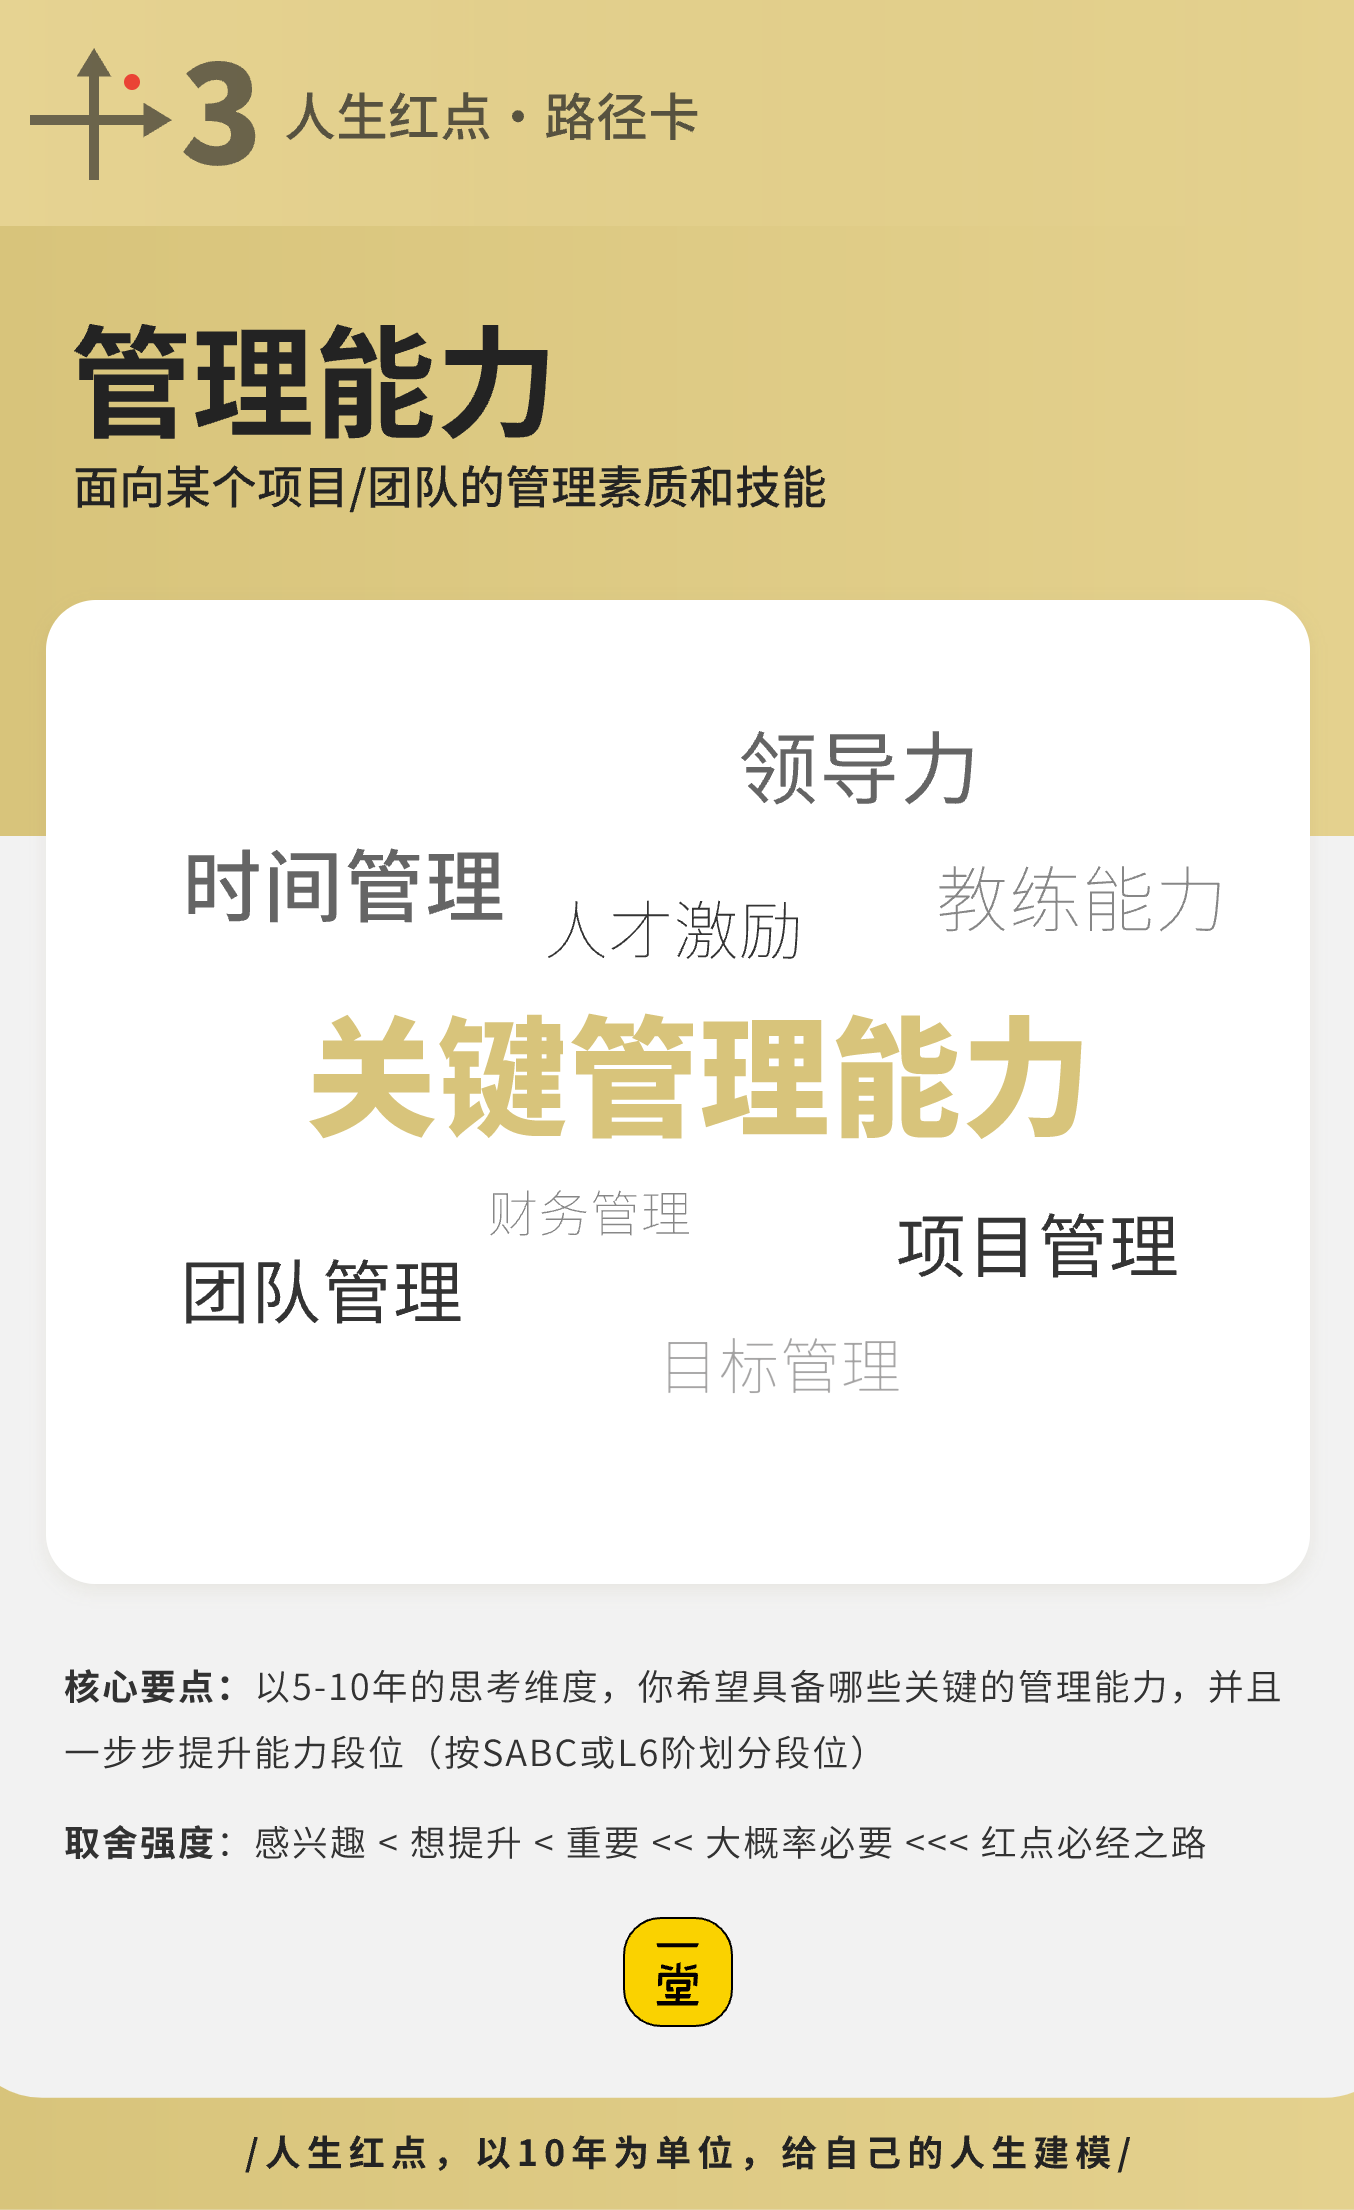 3 人生红点·路径卡
管理能力
面向某个项目/团队的管理素质和技能
领导力
时间管理
人才激励
教练能力
关键管理能力
财务管理
项目管理
团队管理
目标管理
核心要点：以5-10年的思考维度，你希望具备哪些关键的管理能力，并且
一步步提升能力段位（按SABC或L6阶划分段位）
取舍强度：感兴趣 < 想提升 < 重要 << 大概率必要 <<< 红点必经之路
一
堂
/人生红点，以10年为单位，给自己的人生建模/